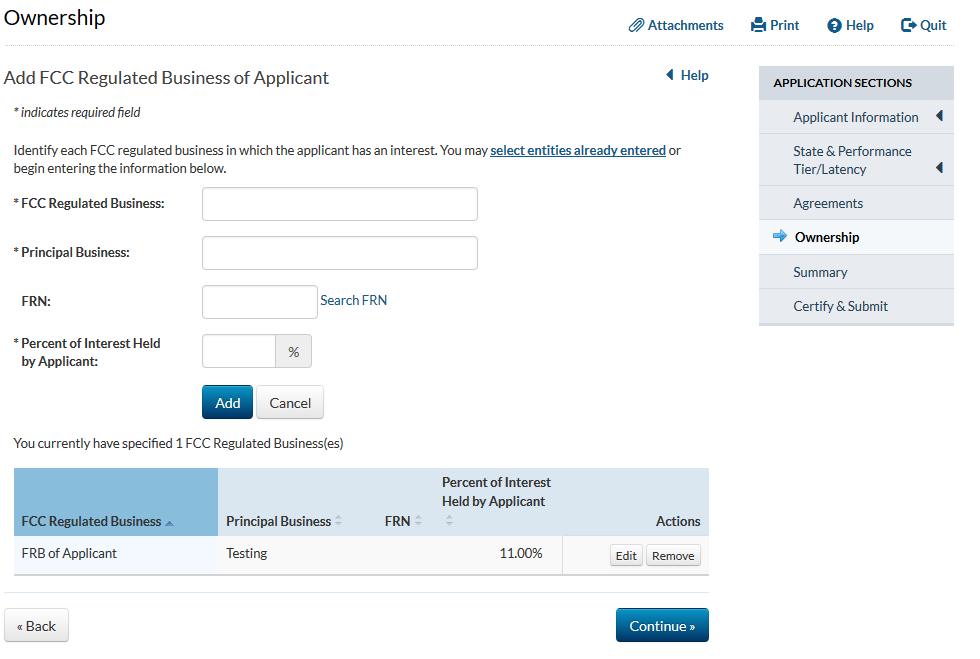 Ownership
Attachments Print Help Quit
Add FCC Regulated Business of Applicant
Help
* indicates required field
Identify each FCC regulated business in which the applicant has an interest. You may select entities already entered or
begin entering the information below.
* FCC Regulated Business:
* Principal Business:
FRN:
Search FRN
* Percent of Interest Held
by Applicant:
%
Add Cancel
You currently have specified 1 FCC Regulated Business(es)
Percent of Interest
Held by Applicant
FCC Regulated Business Principal Business FRN Actions
FRB of Applicant Testing 11.00% Edit Remove
« Back Continue »
APPLICATION SECTIONS
Applicant Information
State & Performance
Tier/Latency
Agreements
Ownership
Summary
Certify & Submit